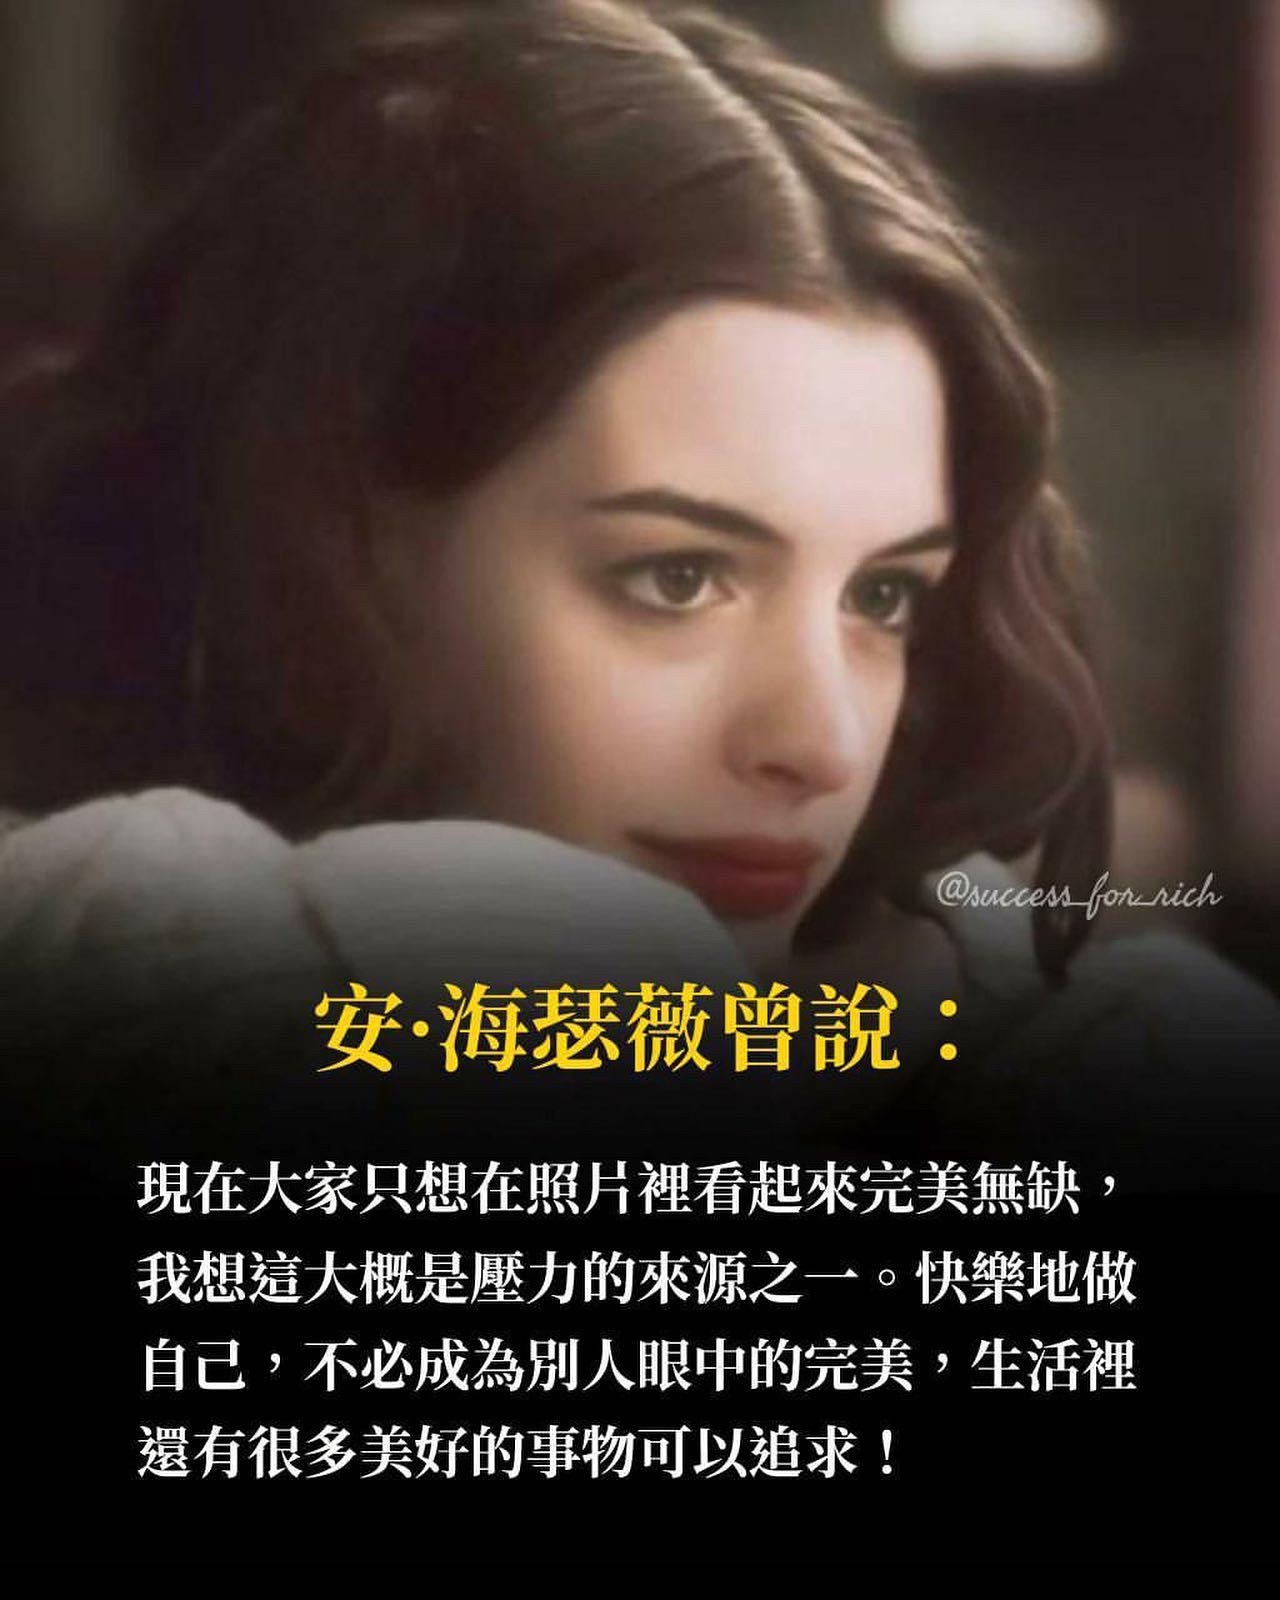 @success_for_rich
安·海瑟薇曾說：
現在大家只想在照片裡看起來完美無缺，
我想這大概是壓力的來源之一。快樂地做
自己，不必成為別人眼中的完美，生活裡
還有很多美好的事物可以追求！